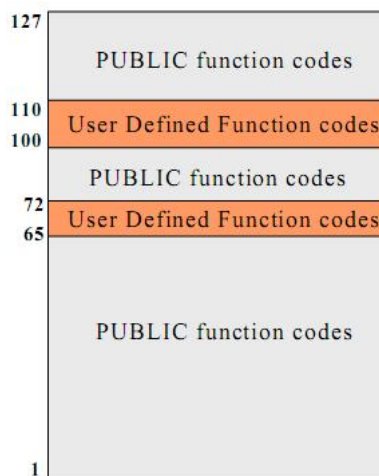 127
PUBLIC function codes
110
User Defined Function codes
100
PUBLIC function codes
72
User Defined Function codes
65
PUBLIC function codes
1